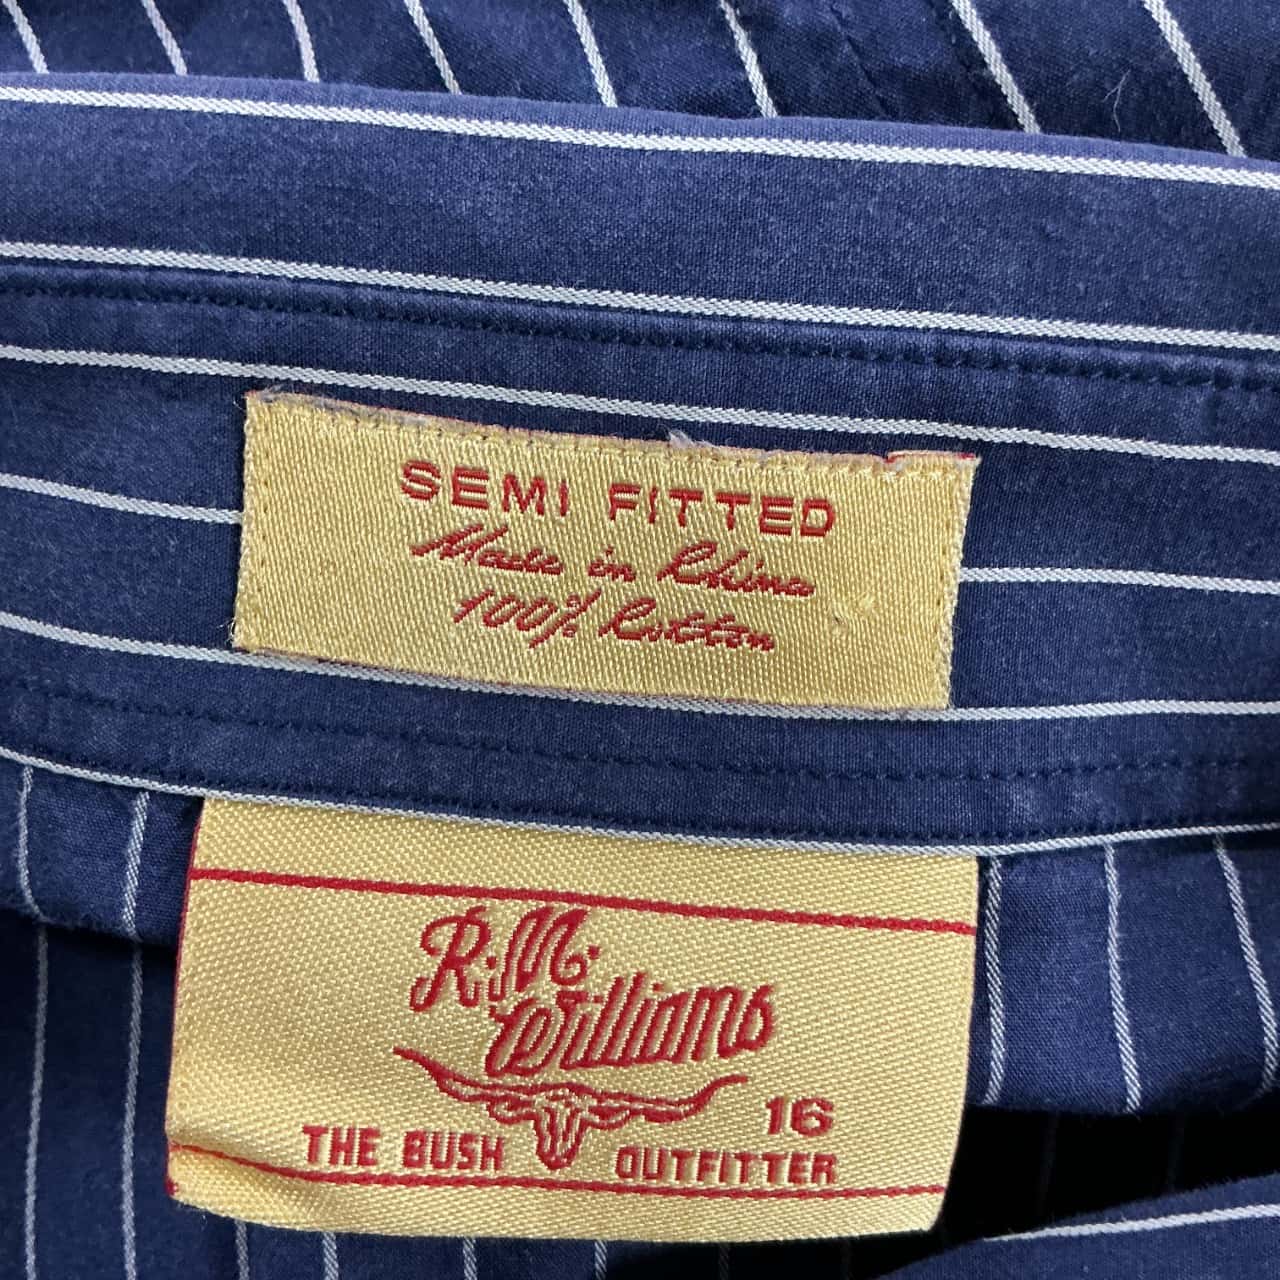 SEMI FITTED
Made in China
100% Cotton
R.M.
Williams
16
THE BUSH OUTFITTER